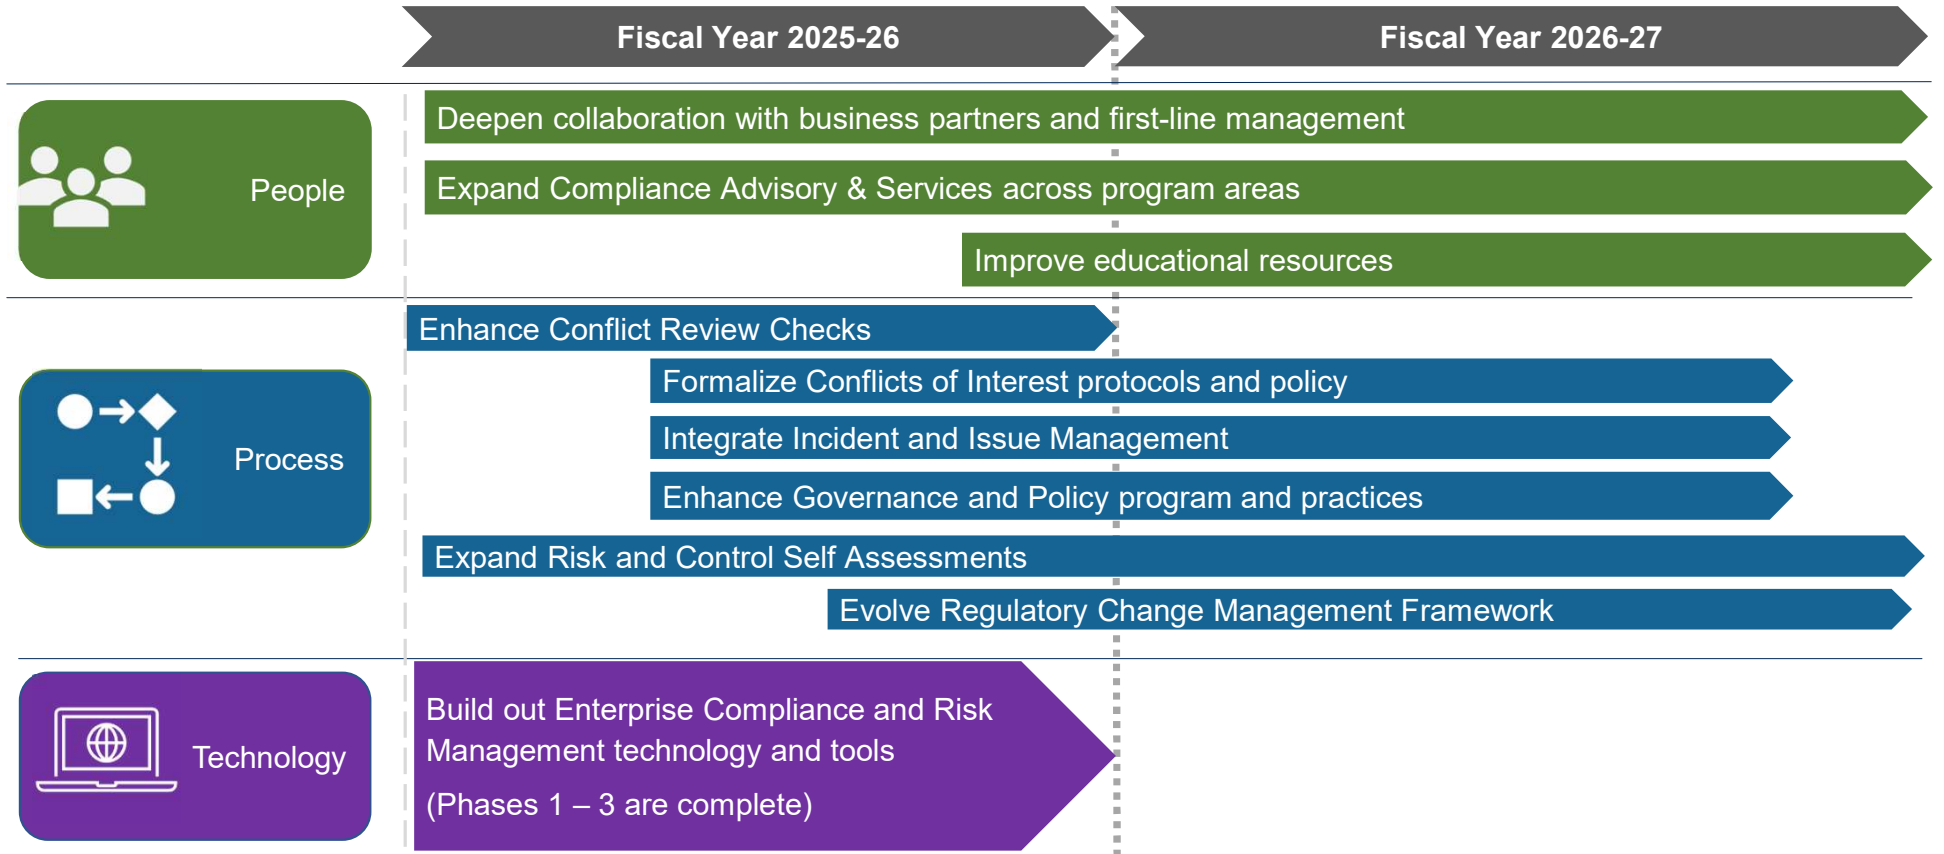 Fiscal Year 2025-26
Fiscal Year 2026-27
People
Deepen collaboration with business partners and first-line management
Expand Compliance Advisory & Services across program areas
Improve educational resources
Process
Enhance Conflict Review Checks
Formalize Conflicts of Interest protocols and policy
Integrate Incident and Issue Management
Enhance Governance and Policy program and practices
Expand Risk and Control Self Assessments
Evolve Regulatory Change Management Framework
Technology
Build out Enterprise Compliance and Risk
Management technology and tools
(Phases 1 – 3 are complete)